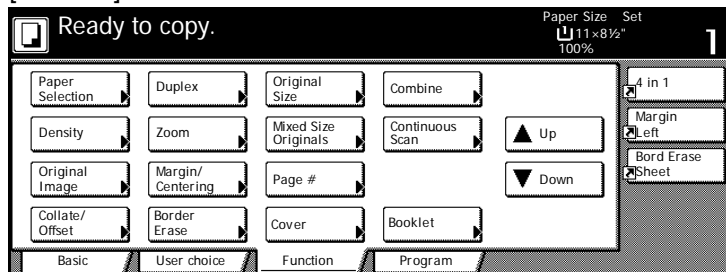 Ready to copy.
Paper Size
Set
11×8½"
100%
1
Paper
Selection
Duplex
Original
Size
Combine
4 in 1
Density
Zoom
Mixed Size
Originals
Continuous
Scan
Up
Margin
Left
Original
Image
Margin/
Centering
Page #
Down
Bord Erase
Sheet
Collate/
Offset
Border
Erase
Cover
Booklet
Basic
User choice
Function
Program